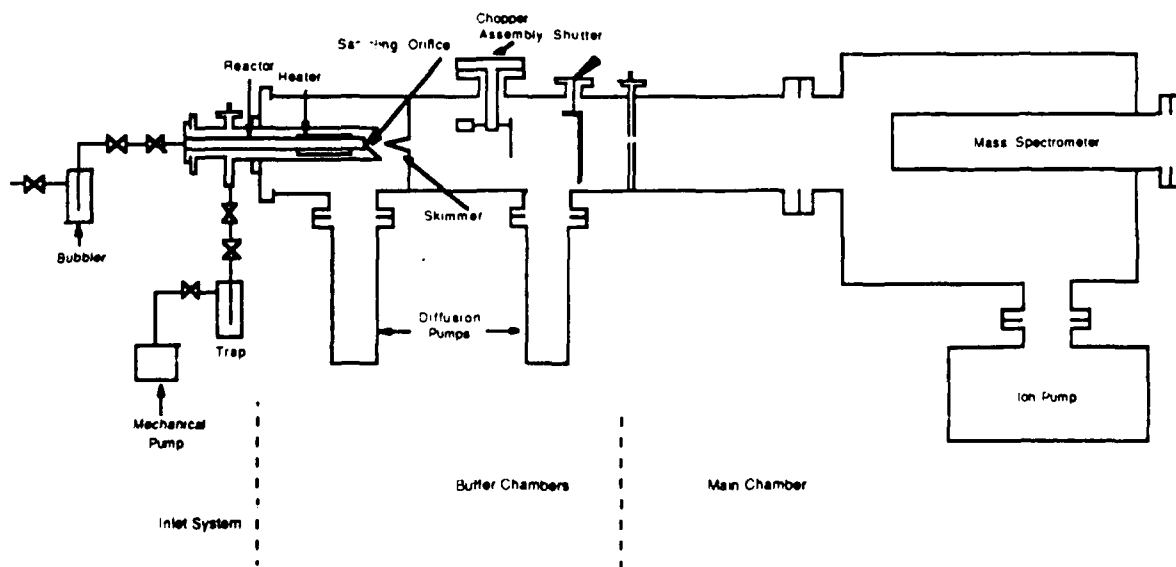 Chopper
Assembly Shutter
Orifice
Reactor
Heater
Mass Spectrometer
Skimmer
Bubbler
Diffusion
Pumps
Trap
Ion Pump
Mechanical
Pump
Buffer Chambers
Main Chamber
Inlet System